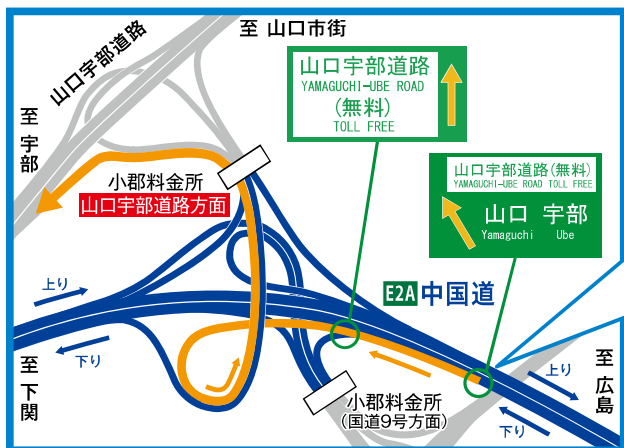 至 山口市街
山口宇部道路
至 宇部
山口宇部道路
YAMAGUCHI-UBE ROAD
(無料)
TOLL FREE
山口宇部道路(無料)
YAMAGUCHI-UBE ROAD TOLL FREE
山口 宇部
Yamaguchi Ube
小郡料金所
山口宇部道路方面
E2A 中国道
上り
下り
至 下関
小郡料金所
(国道9号方面)
上り
下り
至 広島